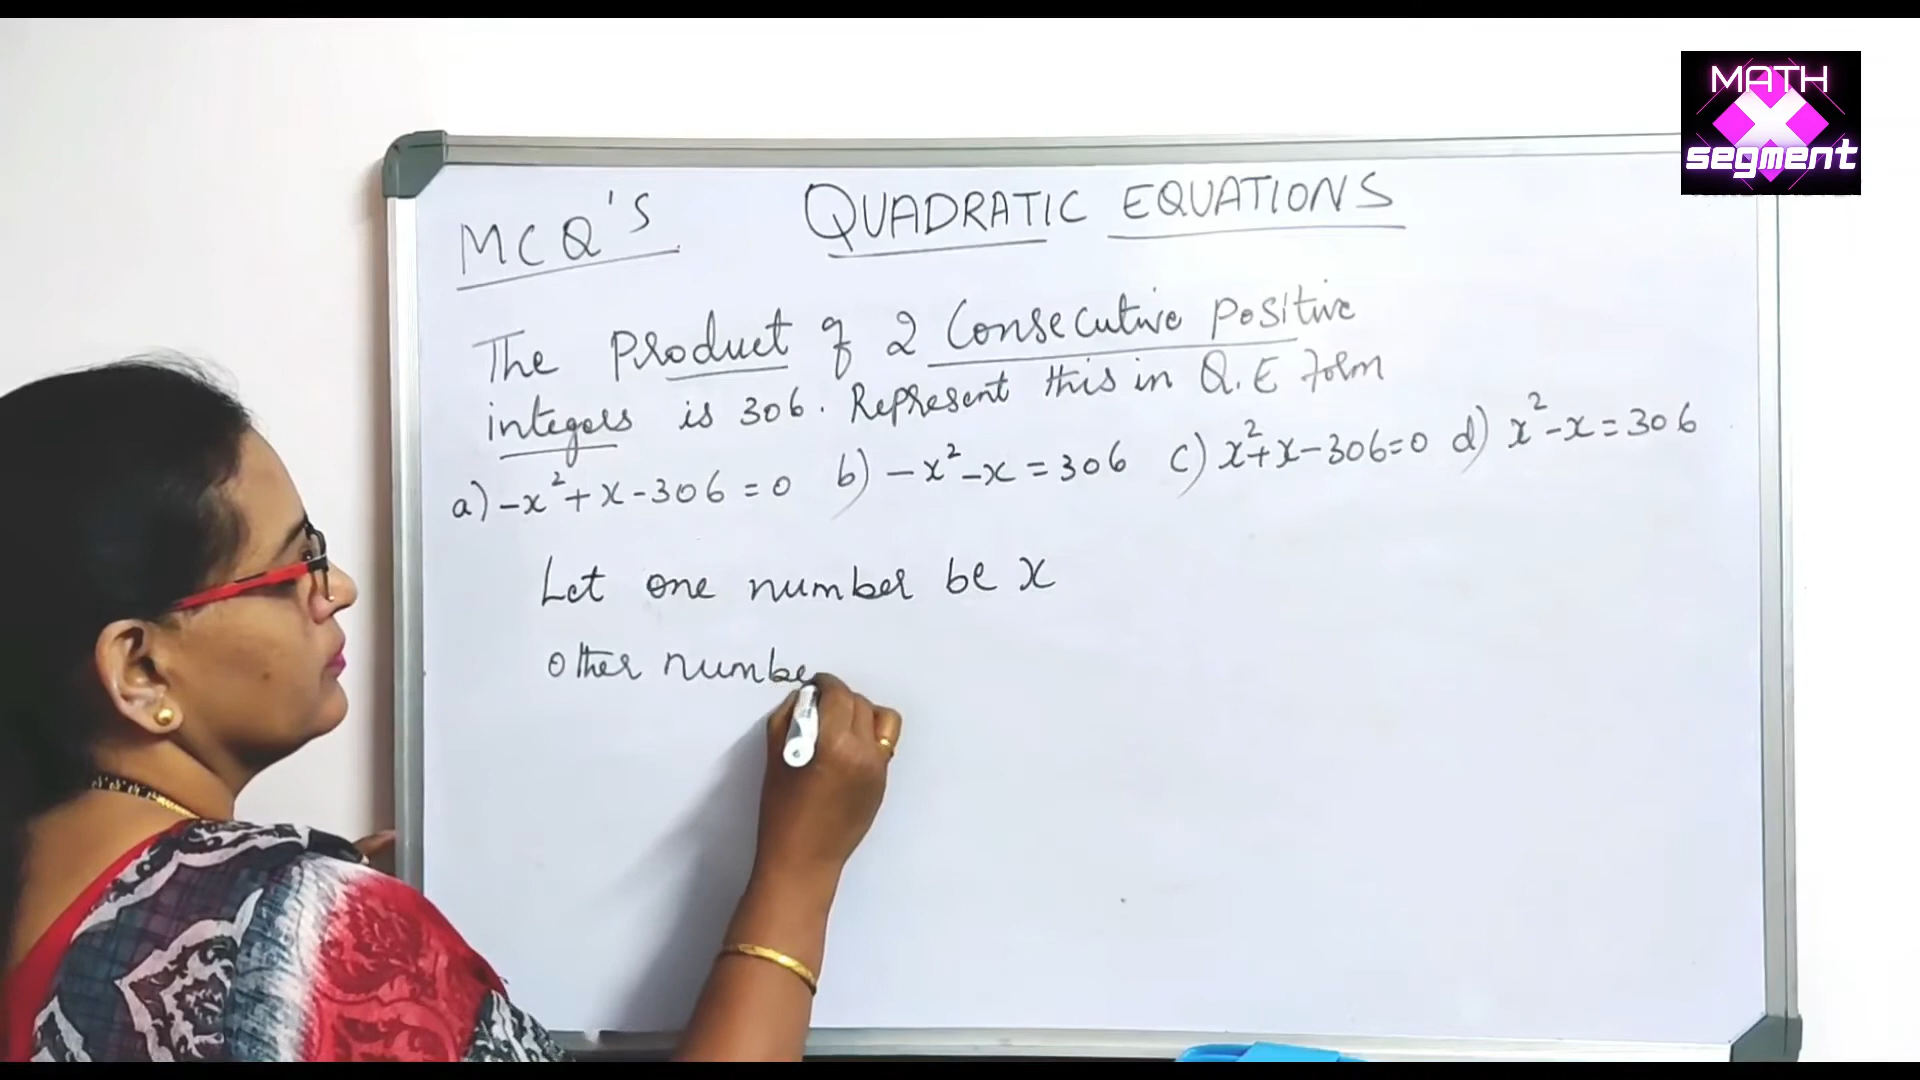 MATH
segment
MCQ'S QUADRATIC EQUATIONS
The Product of 2 Consecutive Positive
integers is 306. Represent this in Q.E form
a) -x²+x-306=0 b) -x²-x=306 c) x²+x-306=0 d) x²-x=306
Let one number be x
other numbe